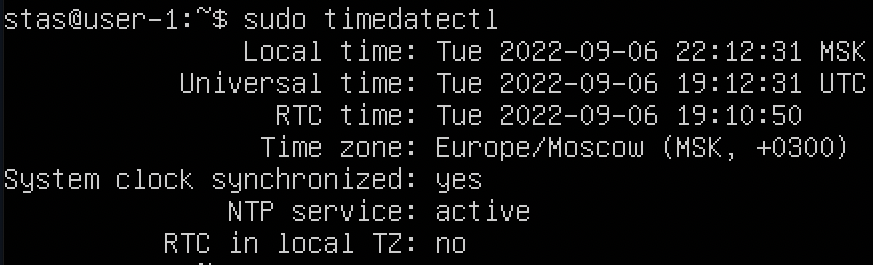 stas@user-1:~$ sudo timedatectl
Local time: Tue 2022-09-06 22:12:31 MSK
Universal time: Tue 2022-09-06 19:12:31 UTC
RTC time: Tue 2022-09-06 19:10:50
Time zone: Europe/Moscow (MSK, +0300)
System clock synchronized: yes
NTP service: active
RTC in local TZ: no